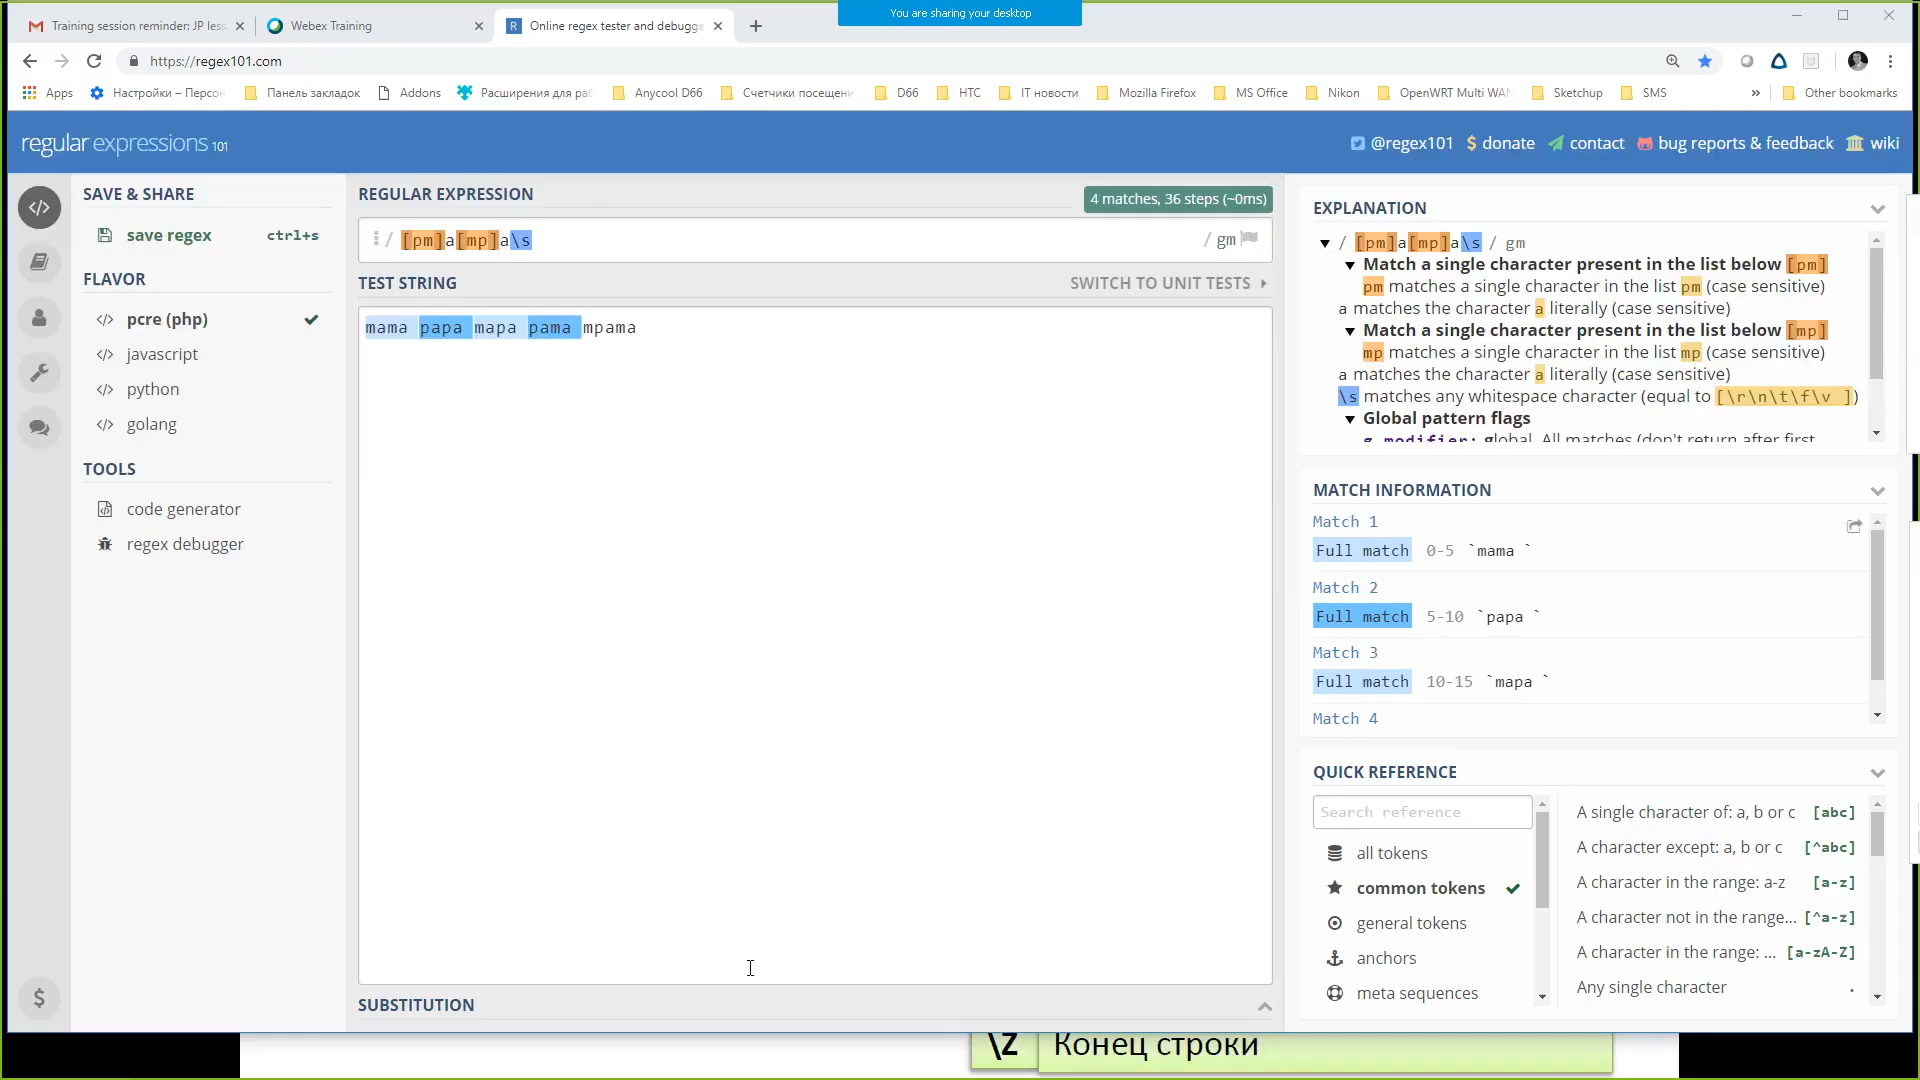 You are sharing your desktop
Training session reminder: JP les
Webex Training
Online regex tester and debugge
https://regex101.com
Apps
Настройки – Персон
Панель закладок
Addons
Расширения для раб
Anycool D66
Счетчики посещени
D66
HTC
IT новости
Mozilla Firefox
MS Office
Nikon
OpenWRT Multi WAN
Sketchup
SMS
»
Other bookmarks
regular expressions 101
@regex101
$ donate
contact
bug reports & feedback
wiki
SAVE & SHARE
save regex ctrl+s
FLAVOR
</> pcre (php)
</> javascript
</> python
</> golang
TOOLS
code generator
regex debugger
$
REGULAR EXPRESSION
4 matches, 36 steps (~0ms)
/ [pm]a[mp]a\s / gm
TEST STRING
SWITCH TO UNIT TESTS
mama papa mapa pama mpama
SUBSTITUTION
EXPLANATION
/ [pm]a[mp]a\s / gm
Match a single character present in the list below [pm]
pm matches a single character in the list pm (case sensitive)
a matches the character a literally (case sensitive)
Match a single character present in the list below [mp]
mp matches a single character in the list mp (case sensitive)
a matches the character a literally (case sensitive)
\s matches any whitespace character (equal to [\r\n\t\f\v ])
Global pattern flags
g modifier: global. All matches (don't return after first
MATCH INFORMATION
Match 1
Full match 0-5 `mama `
Match 2
Full match 5-10 `papa `
Match 3
Full match 10-15 `mapa `
Match 4
QUICK REFERENCE
Search reference
all tokens
common tokens
general tokens
anchors
meta sequences
A single character of: a, b or c [abc]
A character except: a, b or c [^abc]
A character in the range: a-z [a-z]
A character not in the range... [^a-z]
A character in the range: ... [a-zA-Z]
Any single character .
\Z Конец строки